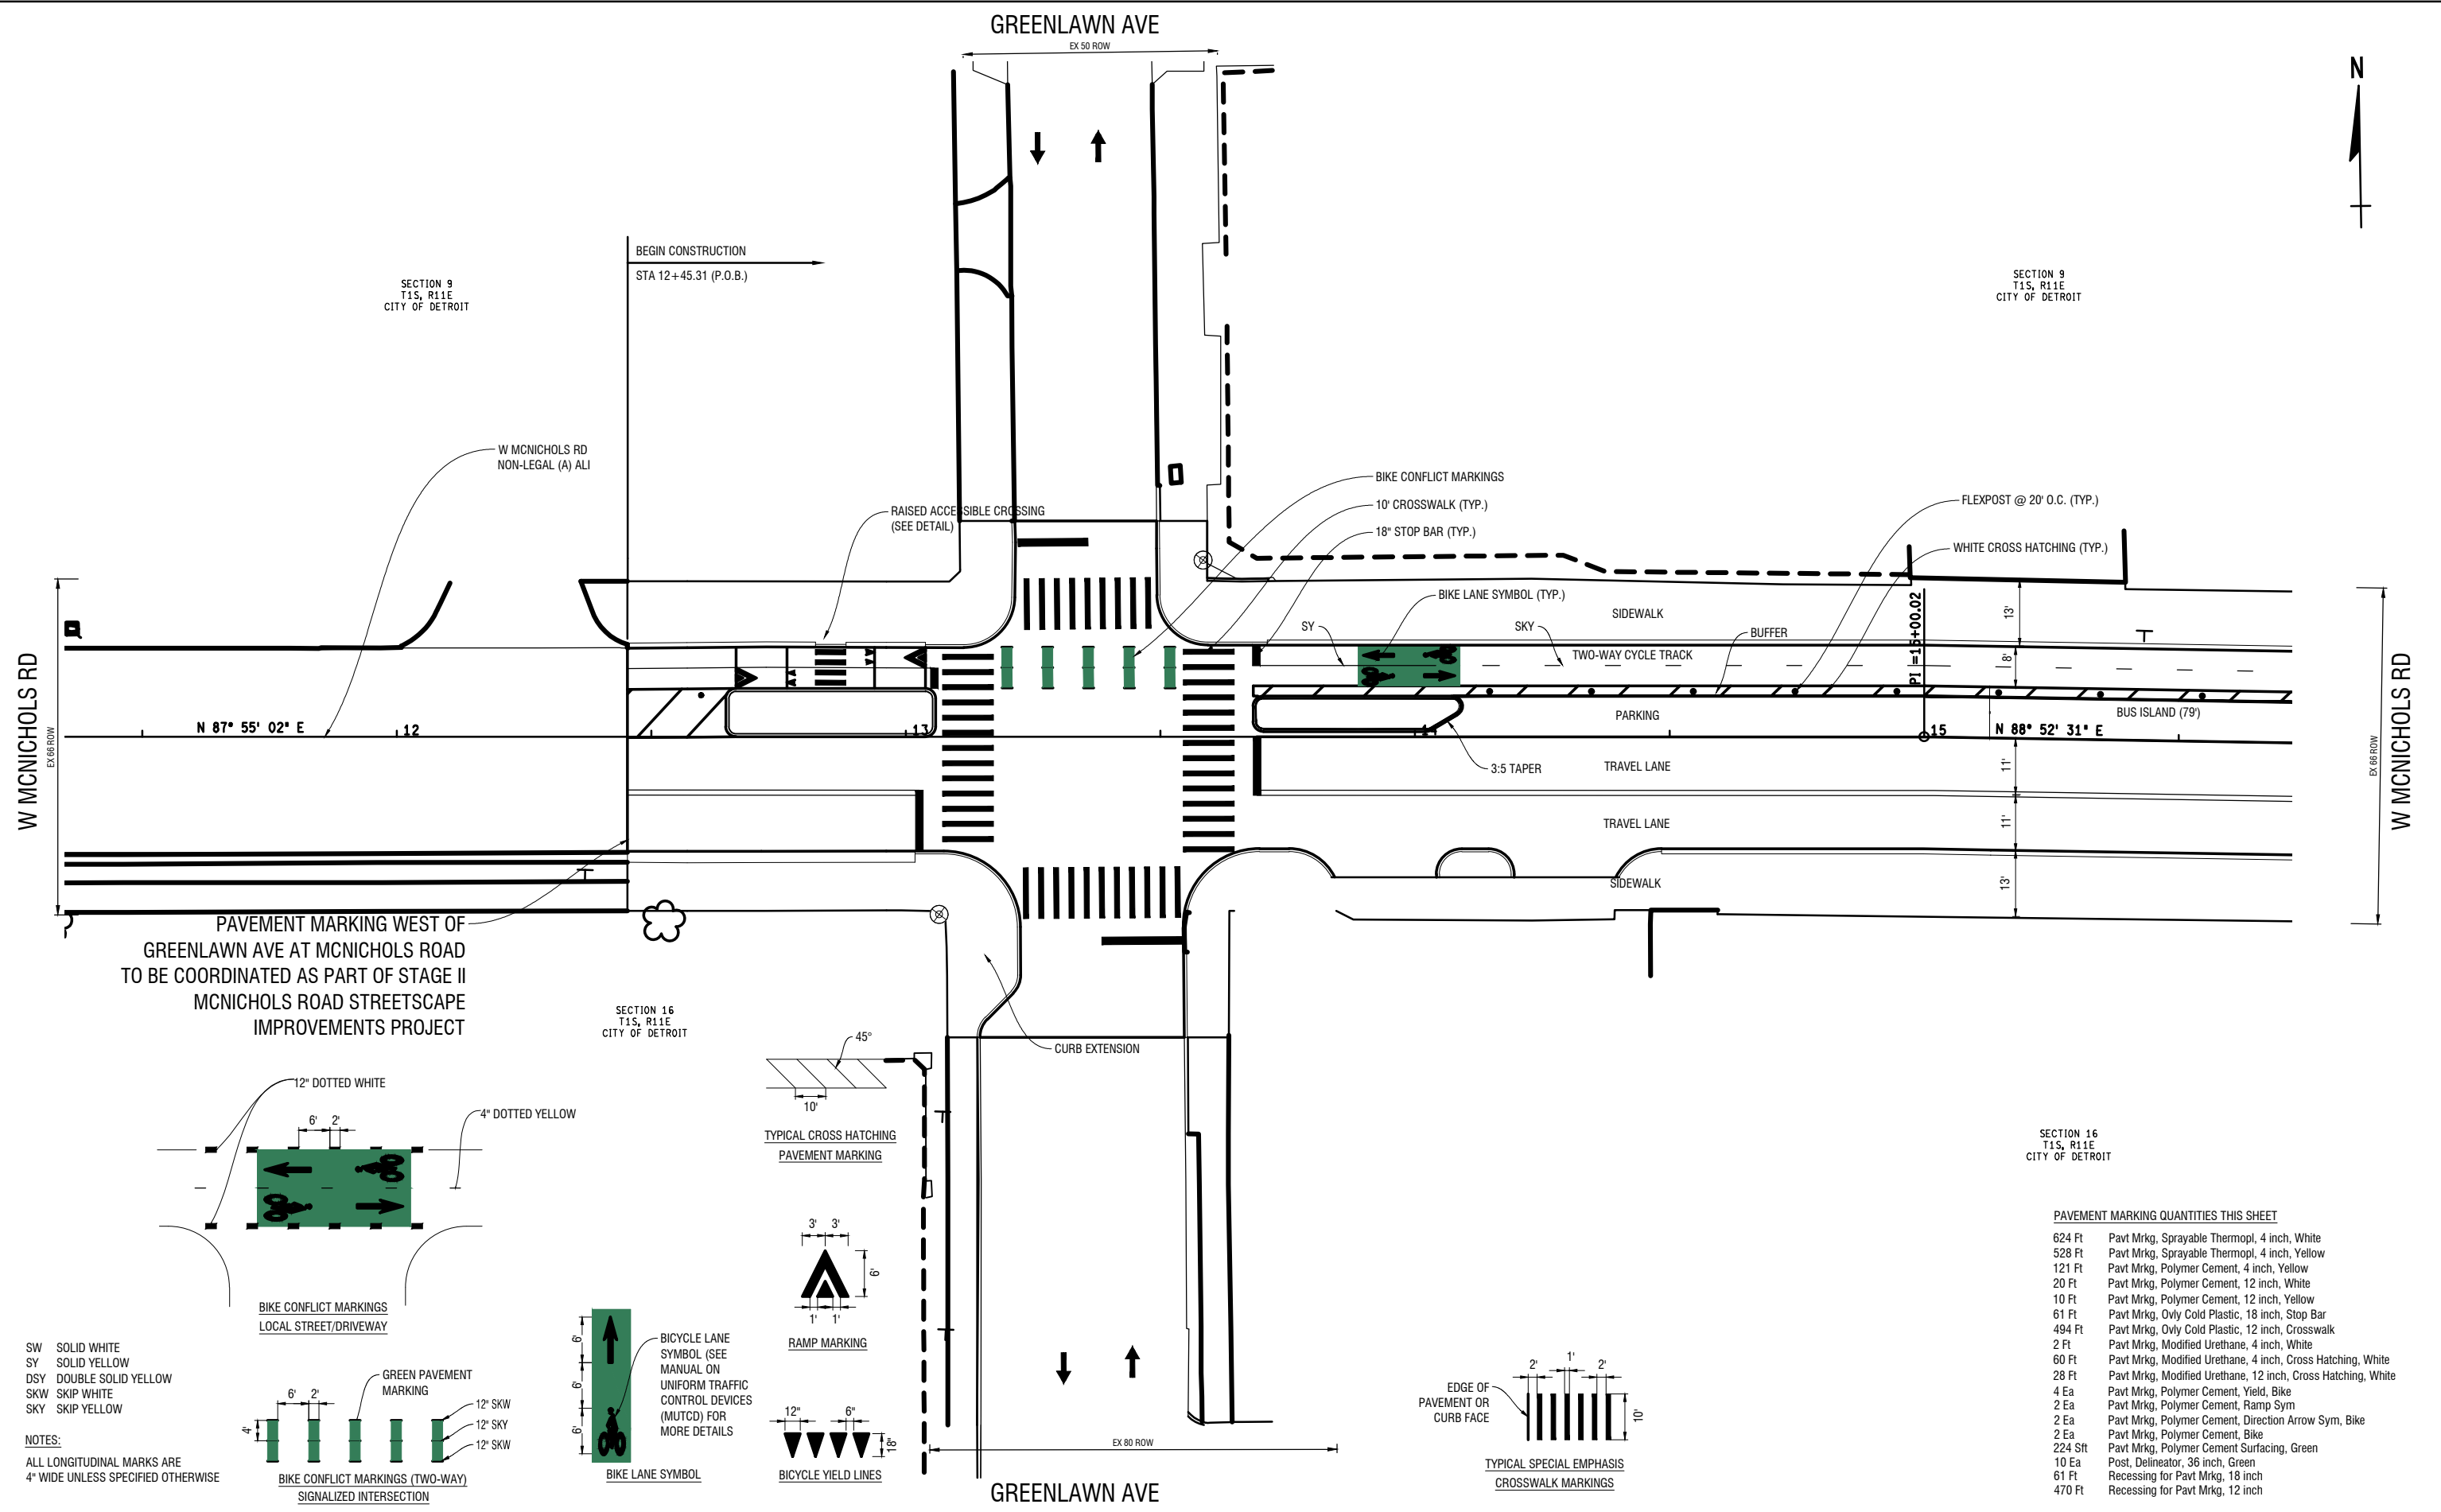 GREENLAWN AVE
EX 50 ROW
N
BEGIN CONSTRUCTION
STA 12+45.31 (P.O.B.)
SECTION 9
T1S, R11E
CITY OF DETROIT
SECTION 9
T1S, R11E
CITY OF DETROIT
W MCNICHOLS RD
NON-LEGAL (A) ALI
RAISED ACCESSIBLE CROSSING
(SEE DETAIL)
BIKE CONFLICT MARKINGS
10' CROSSWALK (TYP.)
18" STOP BAR (TYP.)
FLEXPOST @ 20' O.C. (TYP.)
WHITE CROSS HATCHING (TYP.)
BIKE LANE SYMBOL (TYP.)
SY
SKY
SIDEWALK
BUFFER
TWO-WAY CYCLE TRACK
PI =15+00.02
13'
8'
11'
11'
13'
W MCNICHOLS RD
EX 66 ROW
N 87° 55' 02" E
12
13
14
15
PARKING
BUS ISLAND (79')
N 88° 52' 31" E
3:5 TAPER
TRAVEL LANE
TRAVEL LANE
SIDEWALK
EX 66 ROW
W MCNICHOLS RD
PAVEMENT MARKING WEST OF
GREENLAWN AVE AT MCNICHOLS ROAD
TO BE COORDINATED AS PART OF STAGE II
MCNICHOLS ROAD STREETSCAPE
IMPROVEMENTS PROJECT
SECTION 16
T1S, R11E
CITY OF DETROIT
CURB EXTENSION
45°
10'
TYPICAL CROSS HATCHING
PAVEMENT MARKING
12" DOTTED WHITE
6'
2'
4" DOTTED YELLOW
BIKE CONFLICT MARKINGS
LOCAL STREET/DRIVEWAY
SW SOLID WHITE
SY SOLID YELLOW
DSY DOUBLE SOLID YELLOW
SKW SKIP WHITE
SKY SKIP YELLOW
NOTES:
ALL LONGITUDINAL MARKS ARE
4" WIDE UNLESS SPECIFIED OTHERWISE
6'
2'
4'
GREEN PAVEMENT
MARKING
12" SKW
12" SKY
12" SKW
BIKE CONFLICT MARKINGS (TWO-WAY)
SIGNALIZED INTERSECTION
6'
6'
6'
BICYCLE LANE
SYMBOL (SEE
MANUAL ON
UNIFORM TRAFFIC
CONTROL DEVICES
(MUTCD) FOR
MORE DETAILS
BIKE LANE SYMBOL
3'
3'
6'
1'
1'
RAMP MARKING
12"
6"
18"
BICYCLE YIELD LINES
EX 80 ROW
GREENLAWN AVE
2'
1'
2'
EDGE OF
PAVEMENT OR
CURB FACE
10'
TYPICAL SPECIAL EMPHASIS
CROSSWALK MARKINGS
SECTION 16
T1S, R11E
CITY OF DETROIT
PAVEMENT MARKING QUANTITIES THIS SHEET
624 Ft Pavt Mrkg, Sprayable Thermopl, 4 inch, White
528 Ft Pavt Mrkg, Sprayable Thermopl, 4 inch, Yellow
121 Ft Pavt Mrkg, Polymer Cement, 4 inch, Yellow
20 Ft Pavt Mrkg, Polymer Cement, 12 inch, White
10 Ft Pavt Mrkg, Polymer Cement, 12 inch, Yellow
61 Ft Pavt Mrkg, Ovly Cold Plastic, 18 inch, Stop Bar
494 Ft Pavt Mrkg, Ovly Cold Plastic, 12 inch, Crosswalk
2 Ft Pavt Mrkg, Modified Urethane, 4 inch, White
60 Ft Pavt Mrkg, Modified Urethane, 4 inch, Cross Hatching, White
28 Ft Pavt Mrkg, Modified Urethane, 12 inch, Cross Hatching, White
4 Ea Pavt Mrkg, Polymer Cement, Yield, Bike
2 Ea Pavt Mrkg, Polymer Cement, Ramp Sym
2 Ea Pavt Mrkg, Polymer Cement, Direction Arrow Sym, Bike
2 Ea Pavt Mrkg, Polymer Cement, Bike
224 Sft Pavt Mrkg, Polymer Cement Surfacing, Green
10 Ea Post, Delineator, 36 inch, Green
61 Ft Recessing for Pavt Mrkg, 18 inch
470 Ft Recessing for Pavt Mrkg, 12 inch